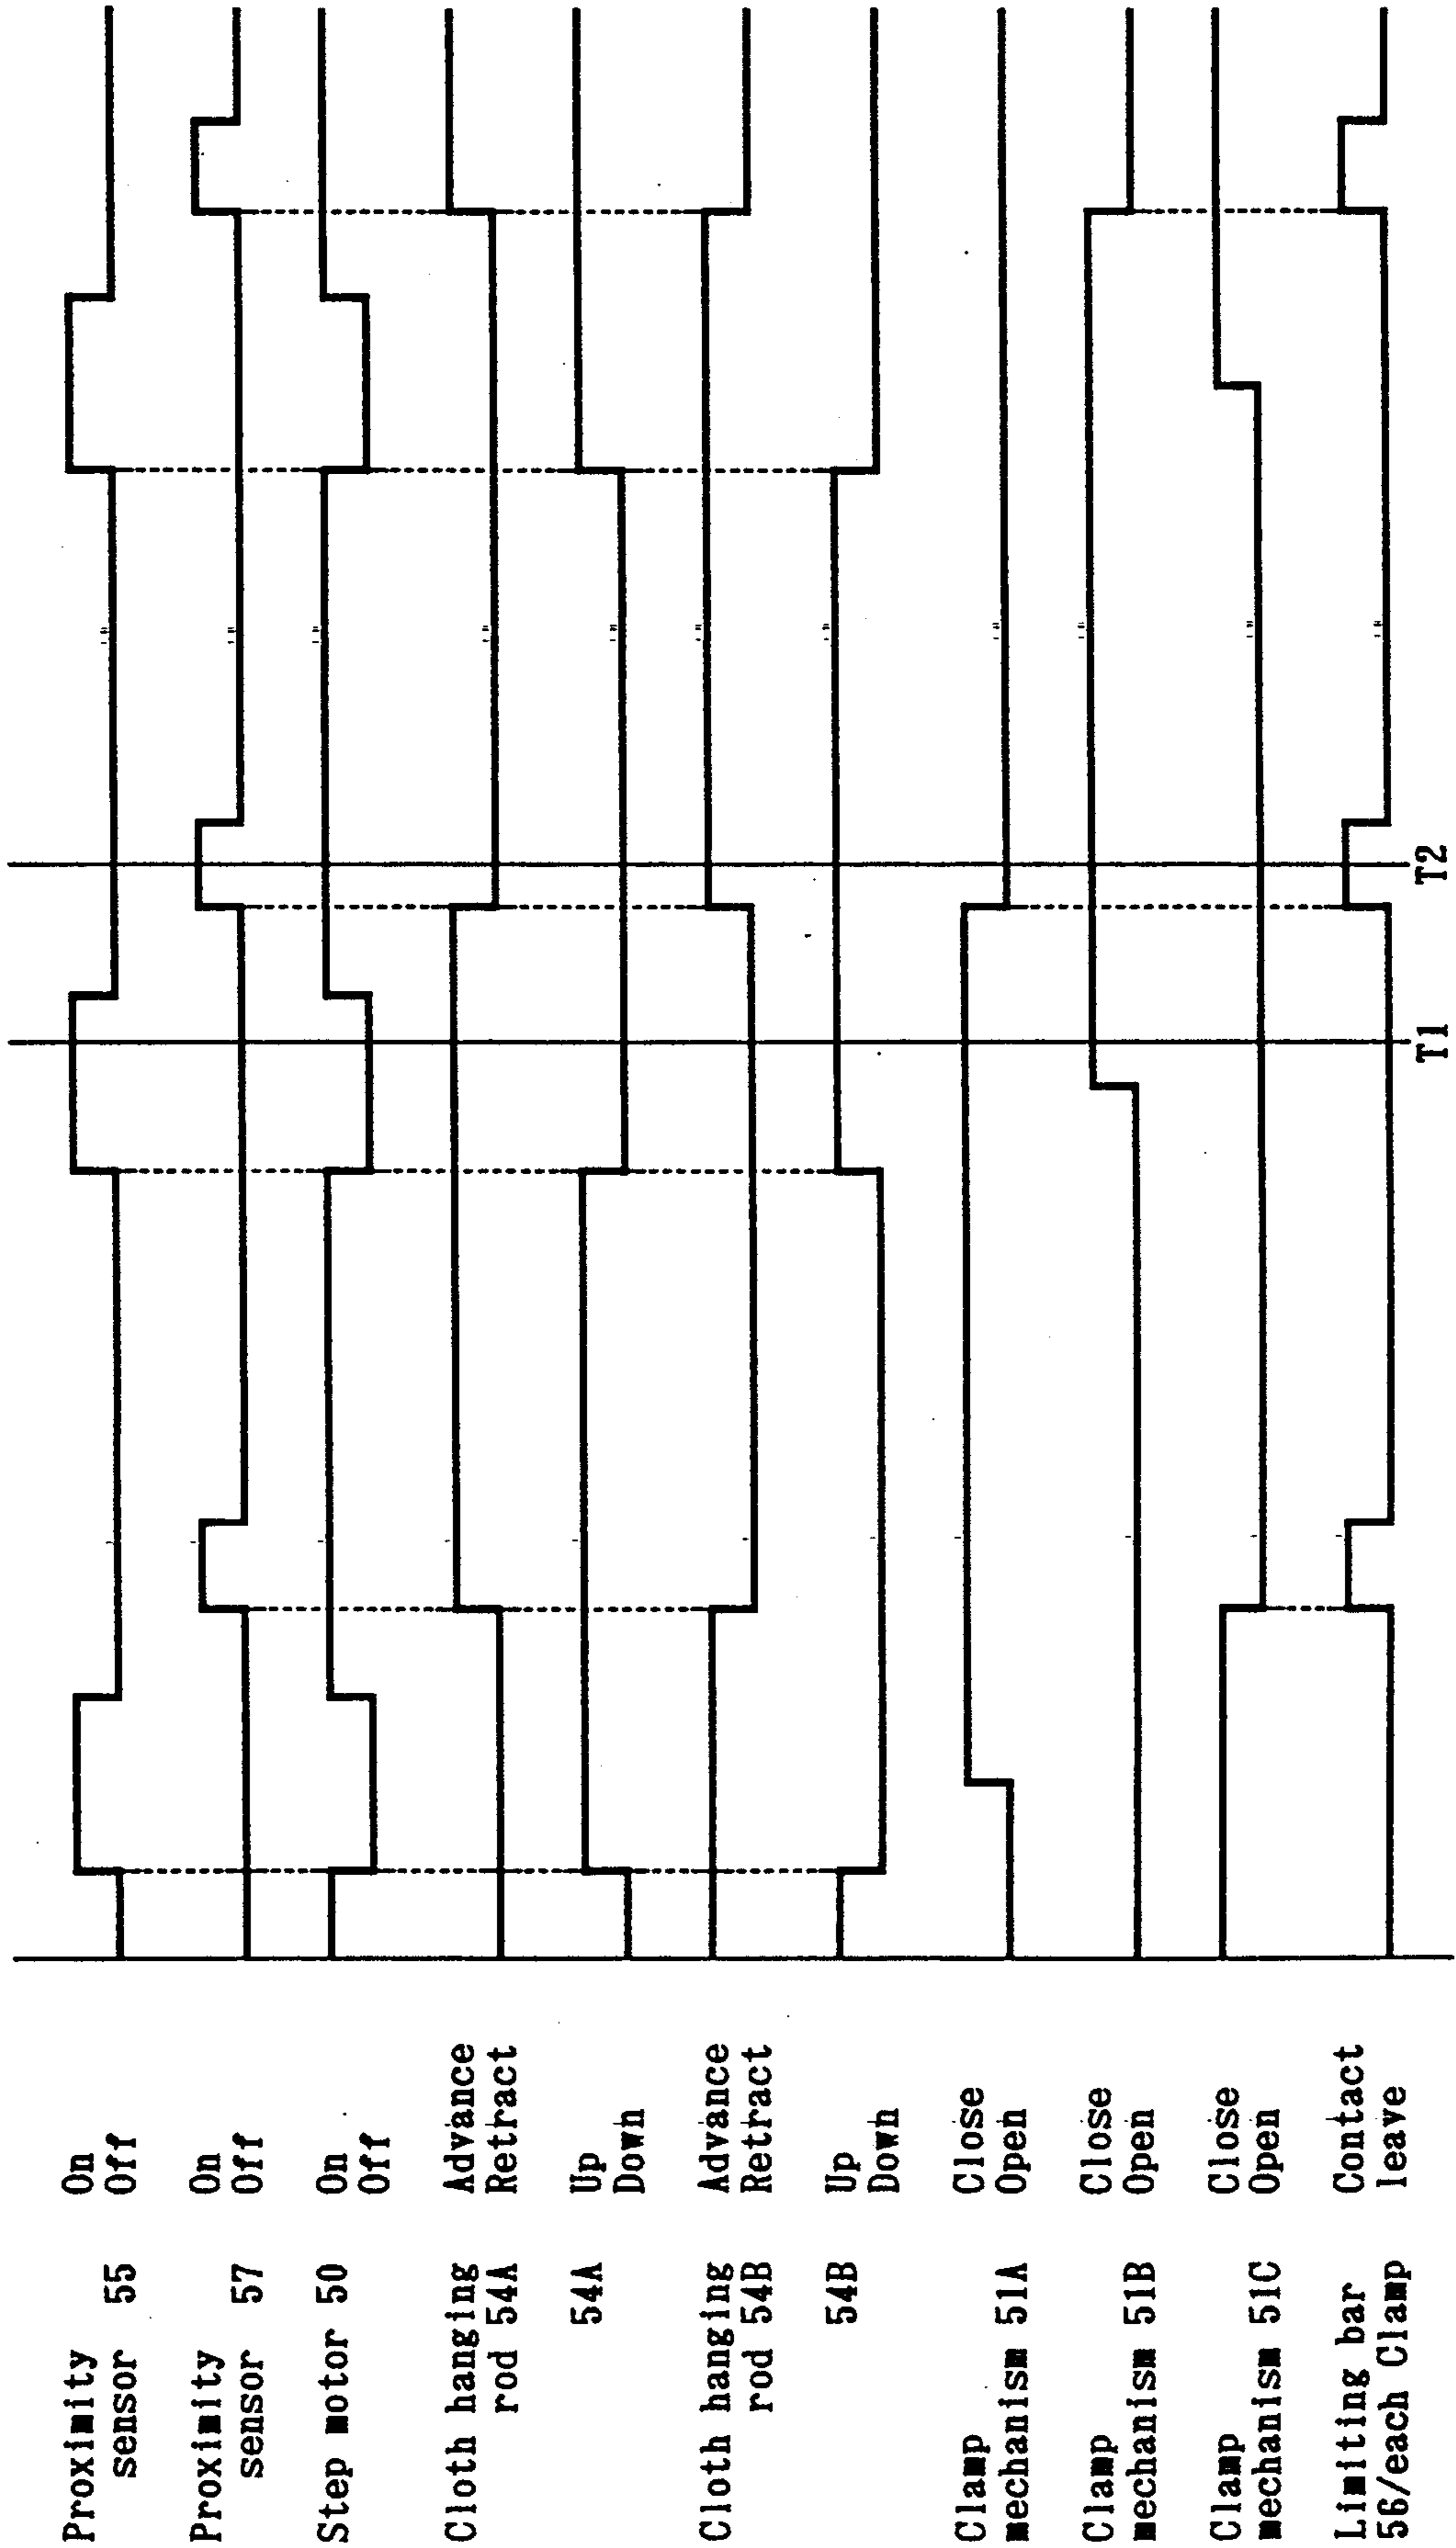 Proximity
sensor 55 On
Off
Proximity
sensor 57 On
Off
Step motor 50 On
Off
Cloth hanging
rod 54A Advance
Retract
54A Up
Down
Cloth hanging
rod 54B Advance
Retract
54B Up
Down
Clamp
mechanism 51A Close
Open
Clamp
mechanism 51B Close
Open
Clamp
mechanism 51C Close
Open
Limiting bar
56/each Clamp Contact
leave
T1
T2